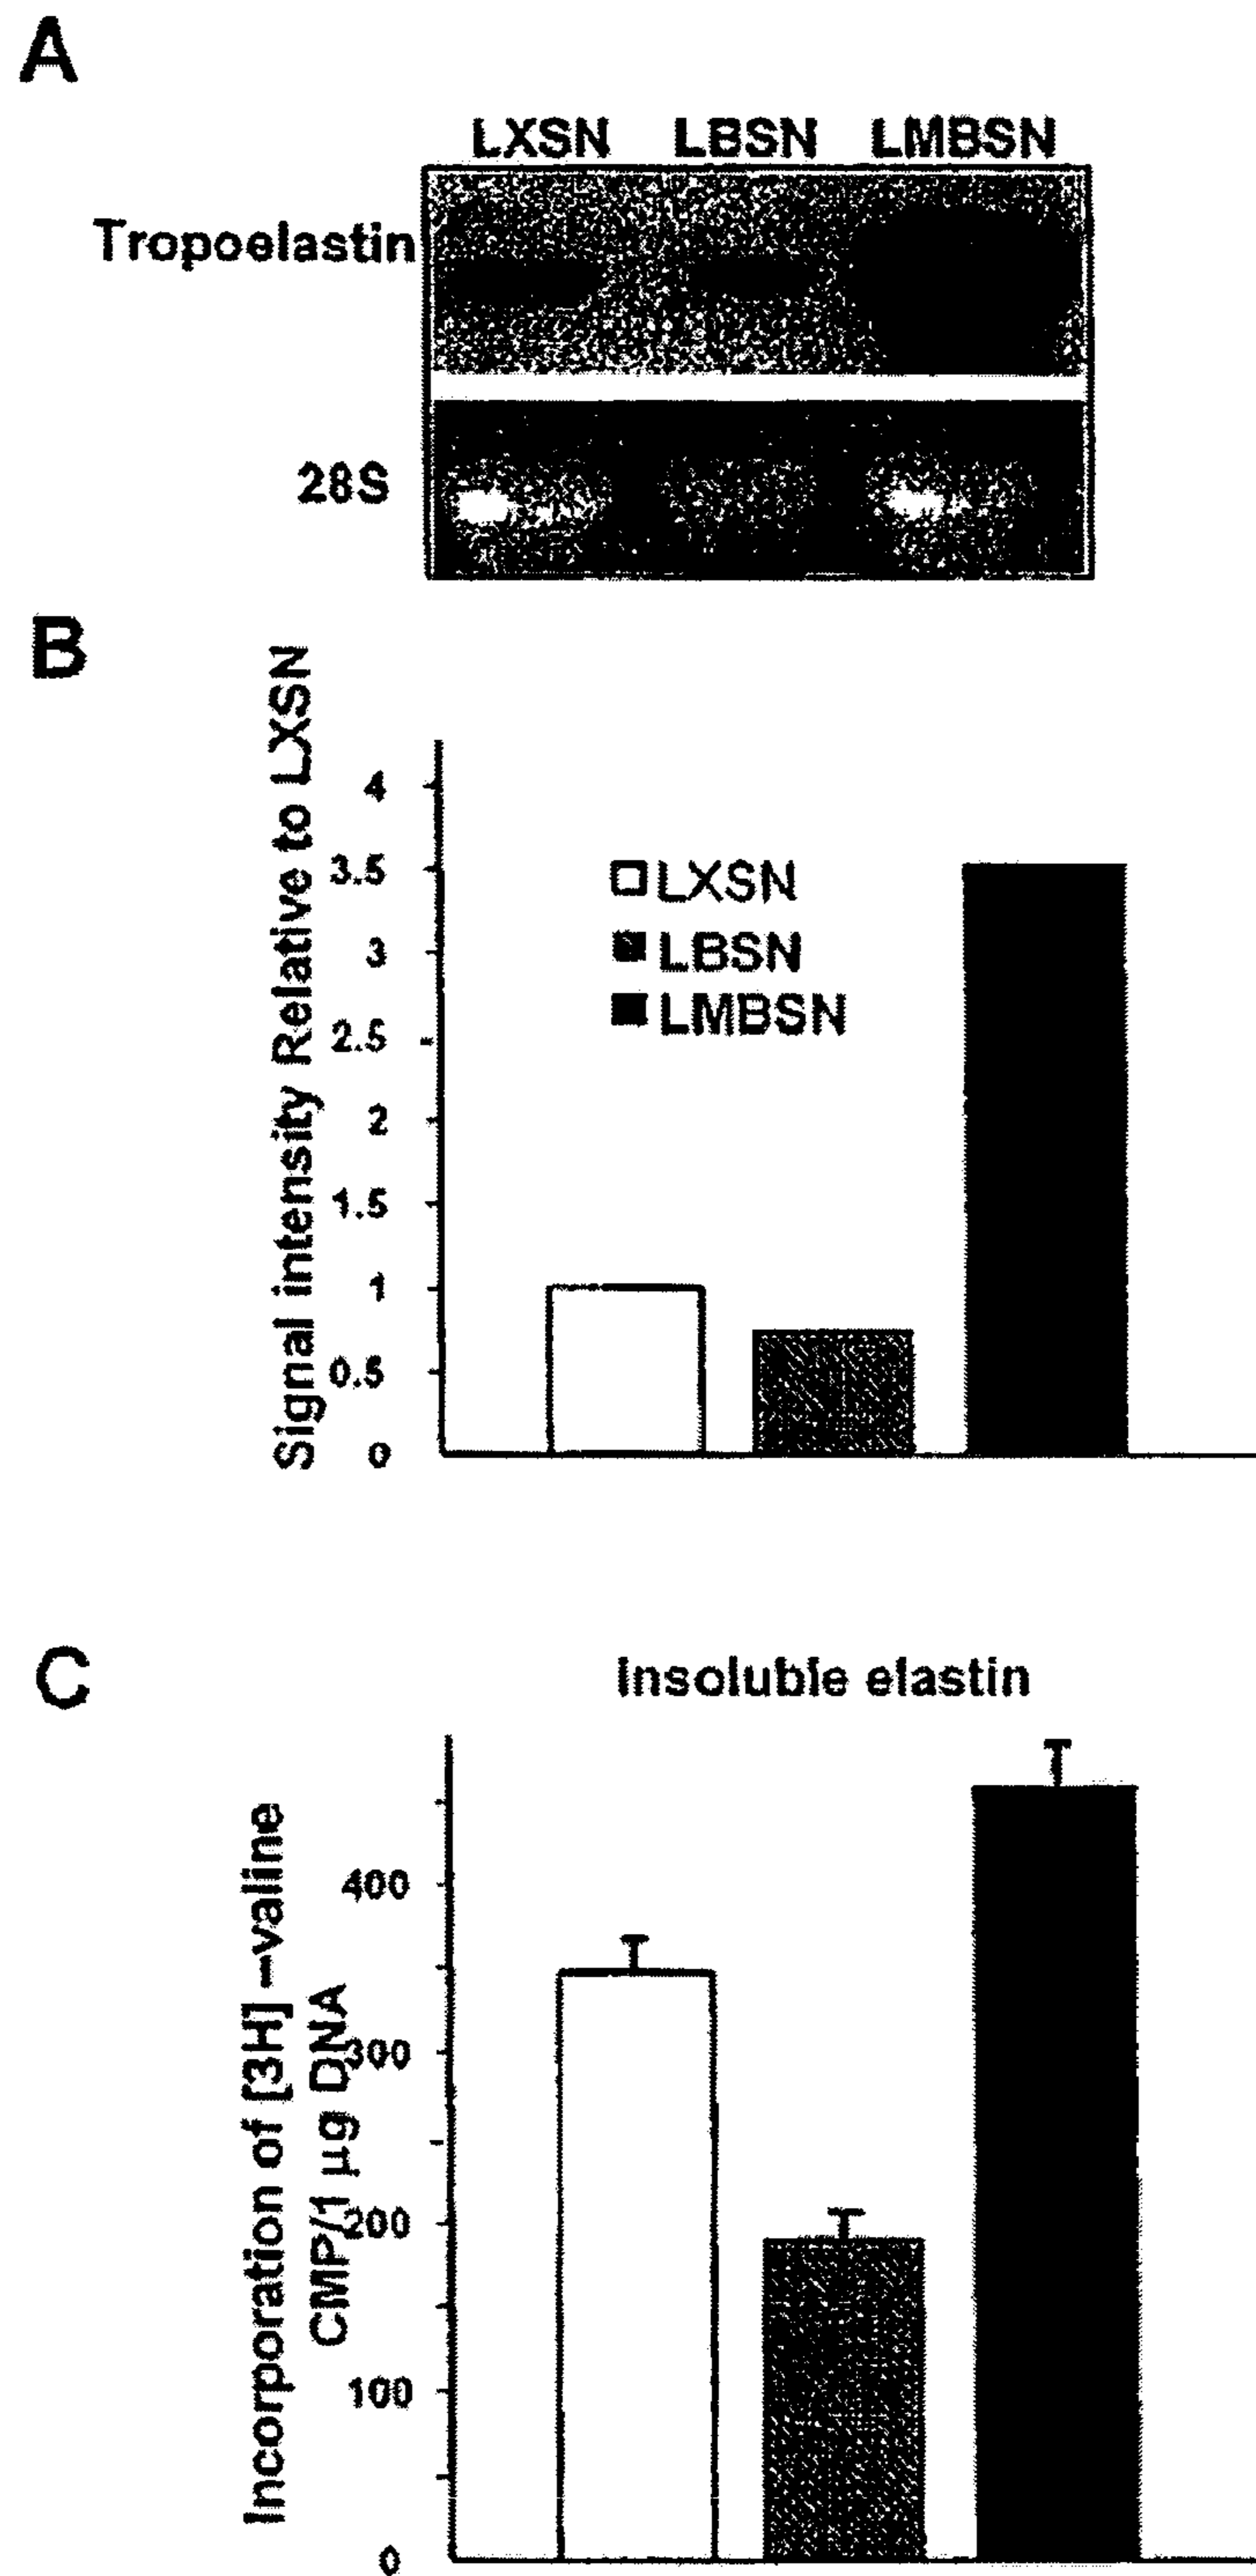 A
LXSN LBSN LMBSN
Tropoelastin
28S
B
Signal intensity Relative to LXSN
4
3.5
3
2.5
2
1.5
1
0.5
0
LXSN
LBSN
LMBSN
C
Insoluble elastin
Incorporation of [3H] –valine
CMP/1 µg DNA
400
300
200
100
0